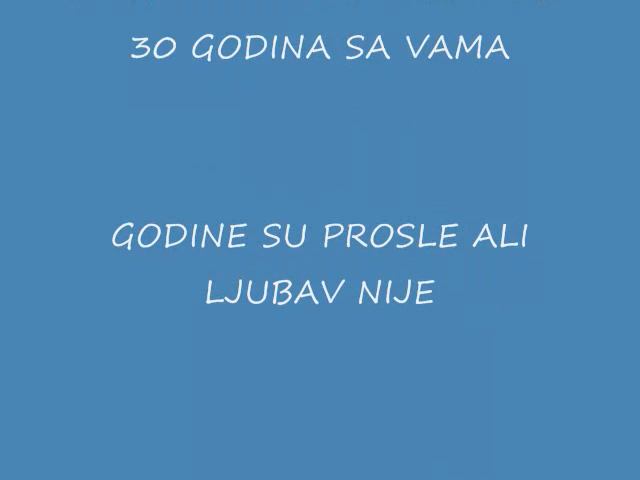 30 GODINA SA VAMA
GODINE SU PROSLE ALI
LJUBAV NIJE